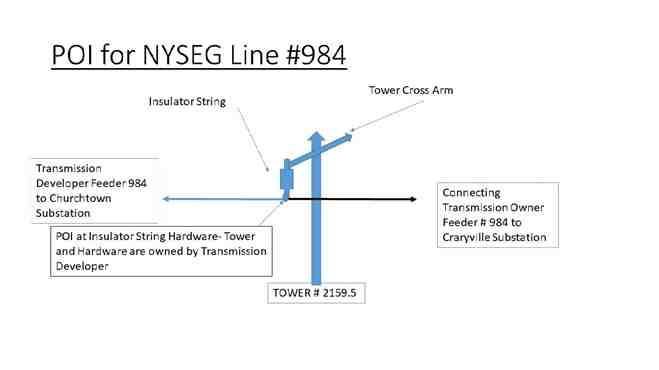 POI for NYSEG Line #984
Tower Cross Arm
Insulator String
Transmission
Developer Feeder 984
to Churchtown
Substation
Connecting
Transmission Owner
Feeder # 984 to
Craryville Substation
POI at Insulator String Hardware- Tower
and Hardware are owned by Transmission
Developer
TOWER # 2159.5